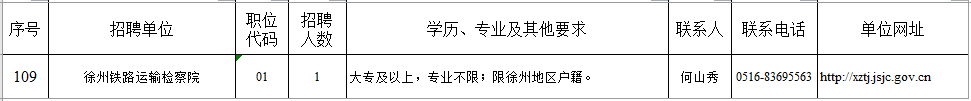 序号 招聘单位 职位代码 招聘人数 学历、专业及其他要求 联系人 联系电话 单位网址
109 徐州铁路运输检察院 01 1 大专及以上，专业不限；限徐州地区户籍。 何山秀 0516-83695563 http://xztj.jsjc.gov.cn